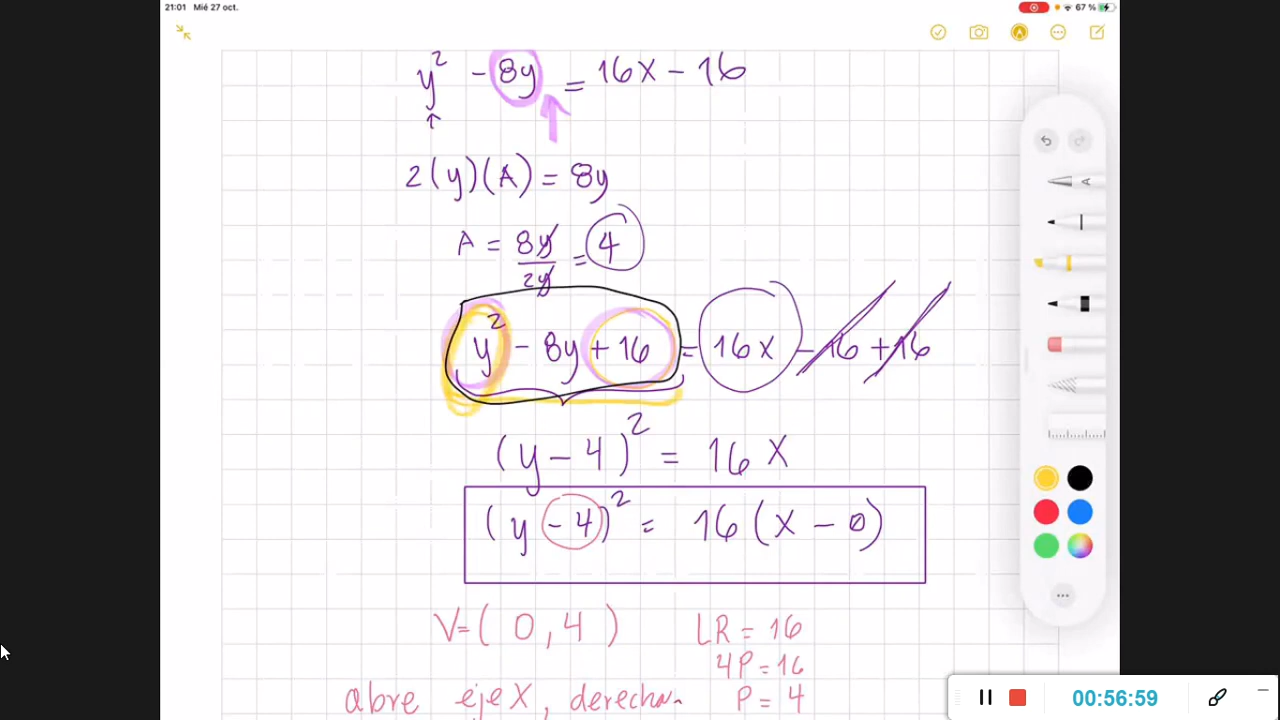 21:01 Mié 27 oct.
67 %
y² - 8y = 16x - 16
2(y)(A) = 8y
A = 8y/2y = 4
y² - 8y + 16 = 16x - 16 + 16
(y - 4)² = 16x
(y - 4)² = 16(x - 0)
V=( 0 , 4 )
LR = 16
4P = 16
abre eje X, derecha.
P = 4
A
00:56:59